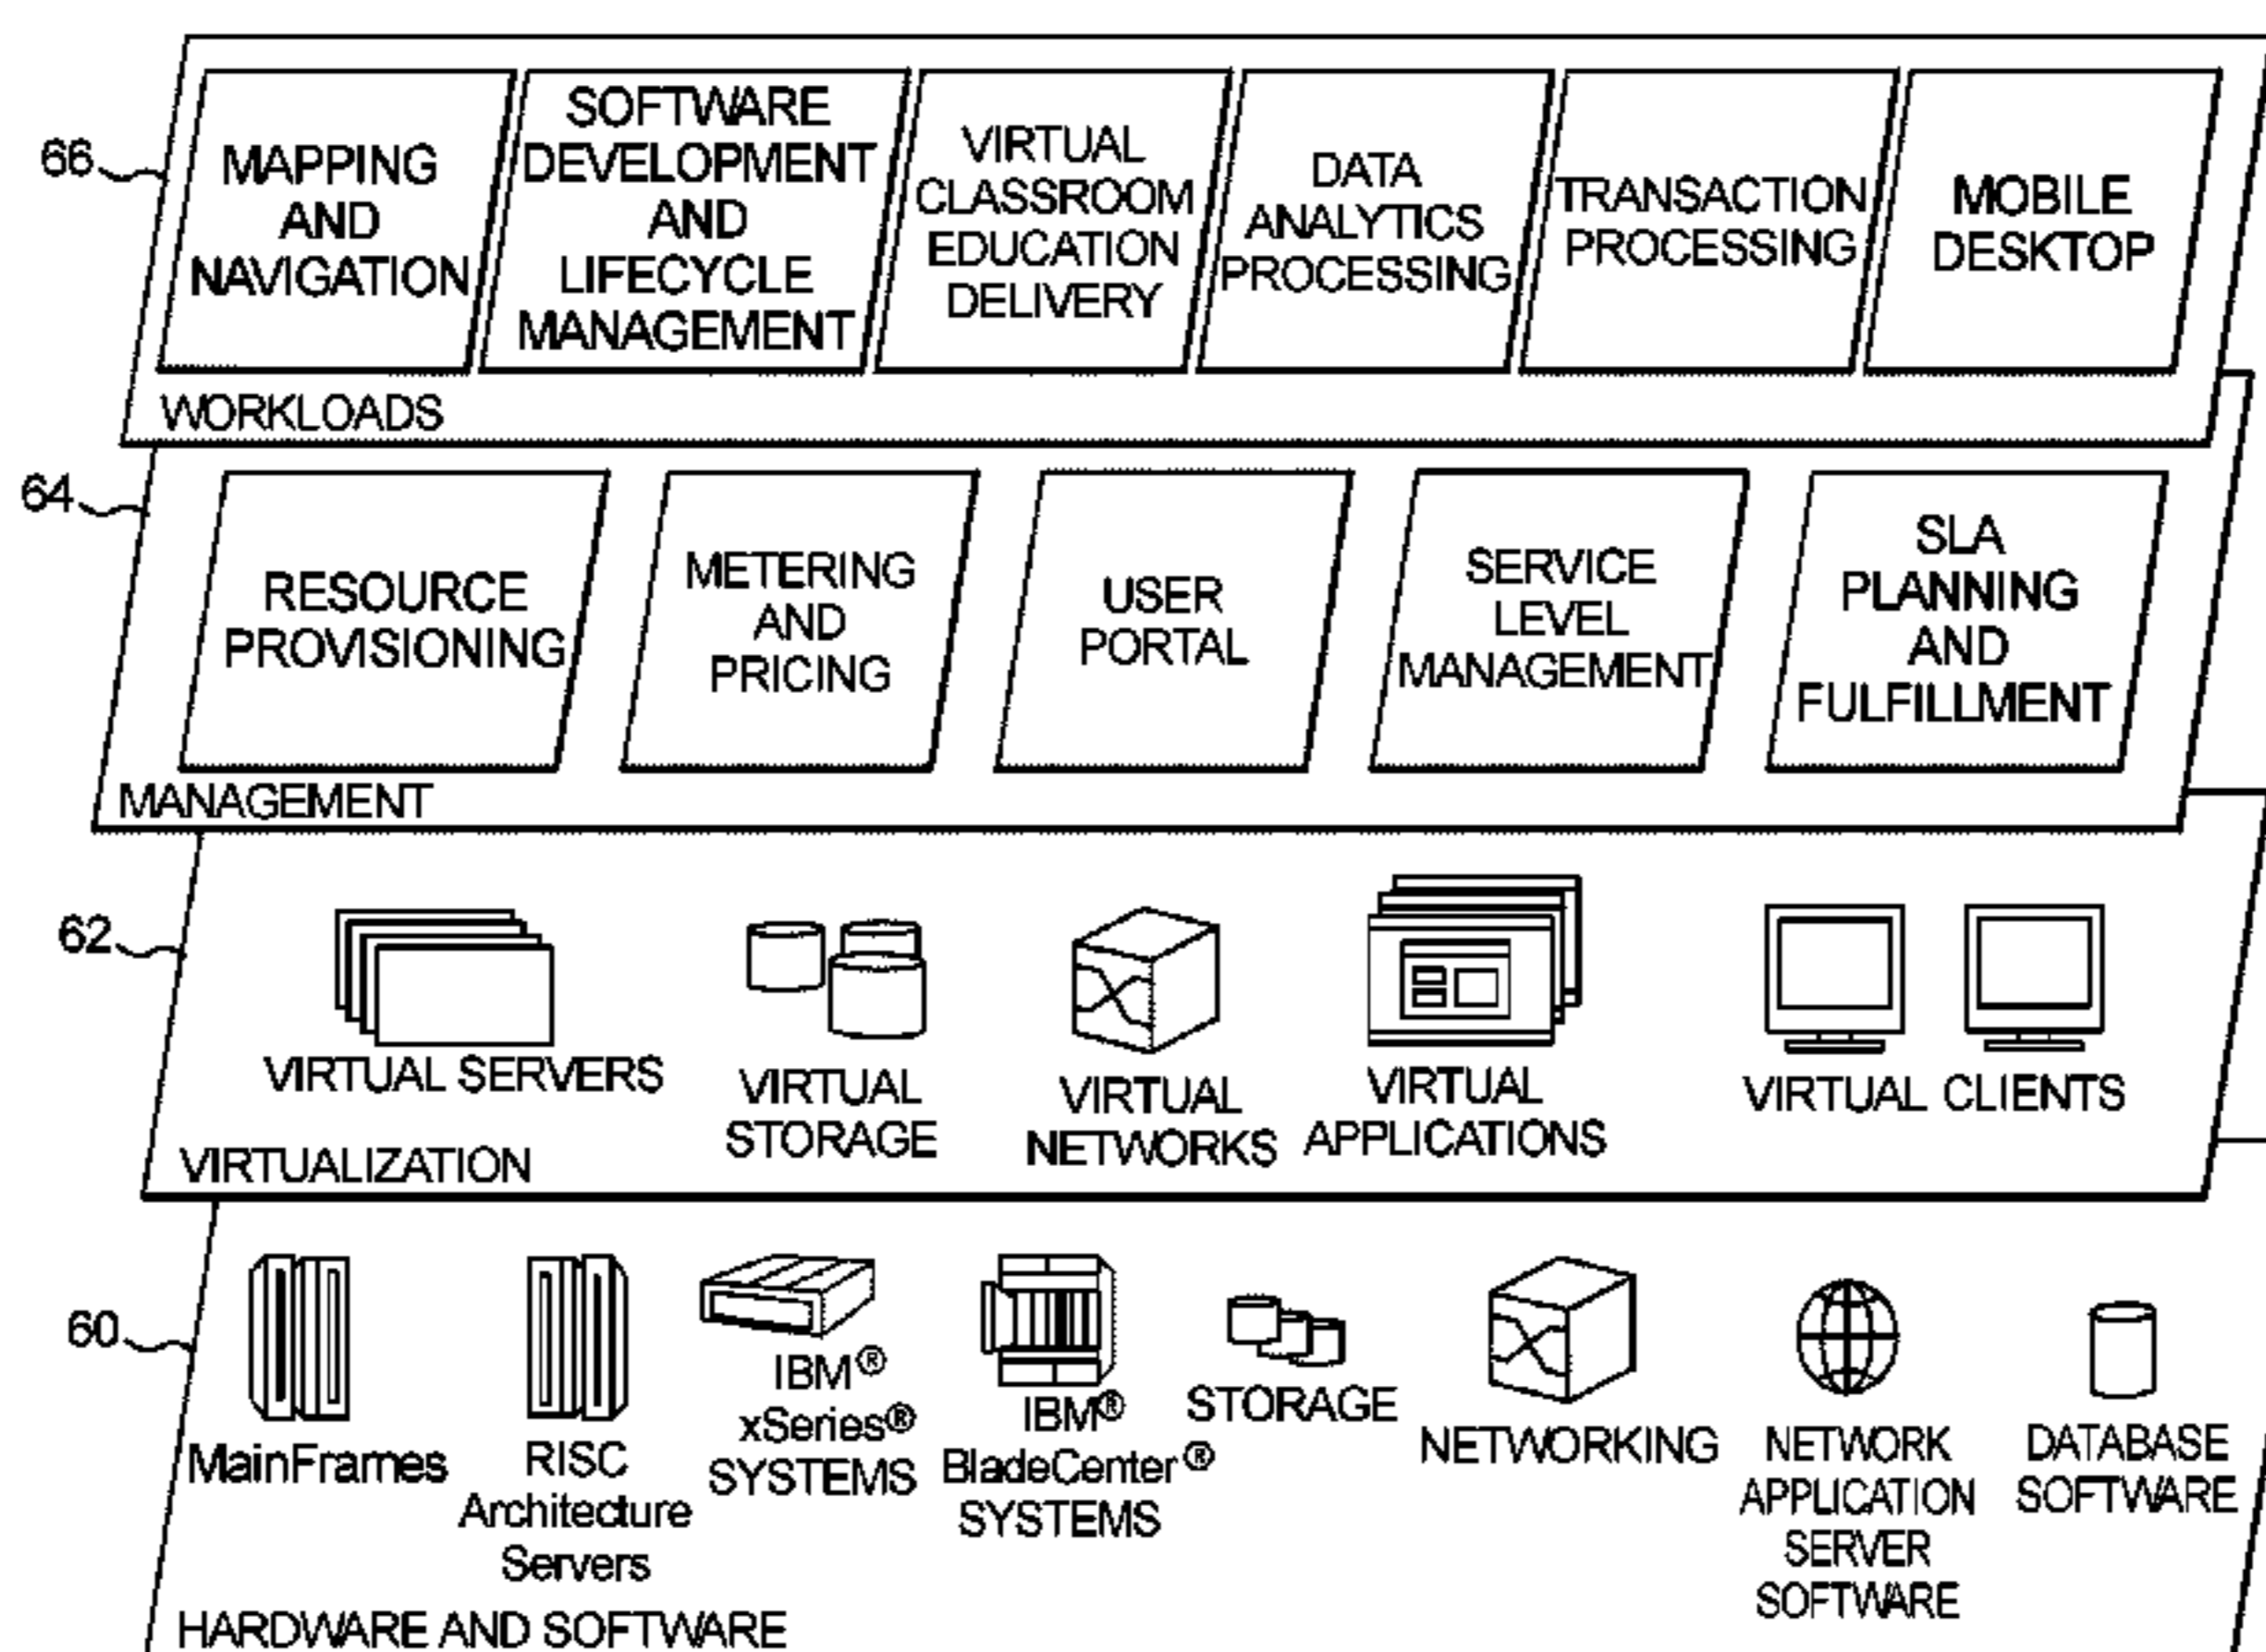 66
MAPPING
AND
NAVIGATION
SOFTWARE
DEVELOPMENT
AND
LIFECYCLE
MANAGEMENT
VIRTUAL
CLASSROOM
EDUCATION
DELIVERY
DATA
ANALYTICS
PROCESSING
TRANSACTION
PROCESSING
MOBILE
DESKTOP
WORKLOADS
64
RESOURCE
PROVISIONING
METERING
AND
PRICING
USER
PORTAL
SERVICE
LEVEL
MANAGEMENT
SLA
PLANNING
AND
FULFILLMENT
MANAGEMENT
62
VIRTUAL SERVERS
VIRTUAL
STORAGE
VIRTUAL
NETWORKS
VIRTUAL
APPLICATIONS
VIRTUAL CLIENTS
VIRTUALIZATION
60
MainFrames
RISC
Architecture
Servers
IBM®
xSeries®
SYSTEMS
IBM®
BladeCenter®
SYSTEMS
STORAGE
NETWORKING
NETWORK
APPLICATION
SERVER
SOFTWARE
DATABASE
SOFTWARE
HARDWARE AND SOFTWARE